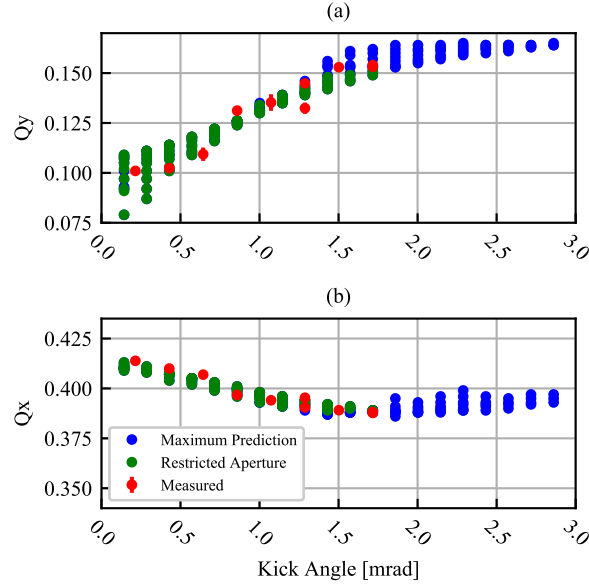 (a)
Qy
0.150
0.125
0.100
0.075
0.0 0.5 1.0 1.5 2.0 2.5 3.0
(b)
Qx
0.425
0.400
0.375
0.350
Maximum Prediction
Restricted Aperture
Measured
0.0 0.5 1.0 1.5 2.0 2.5 3.0
Kick Angle [mrad]